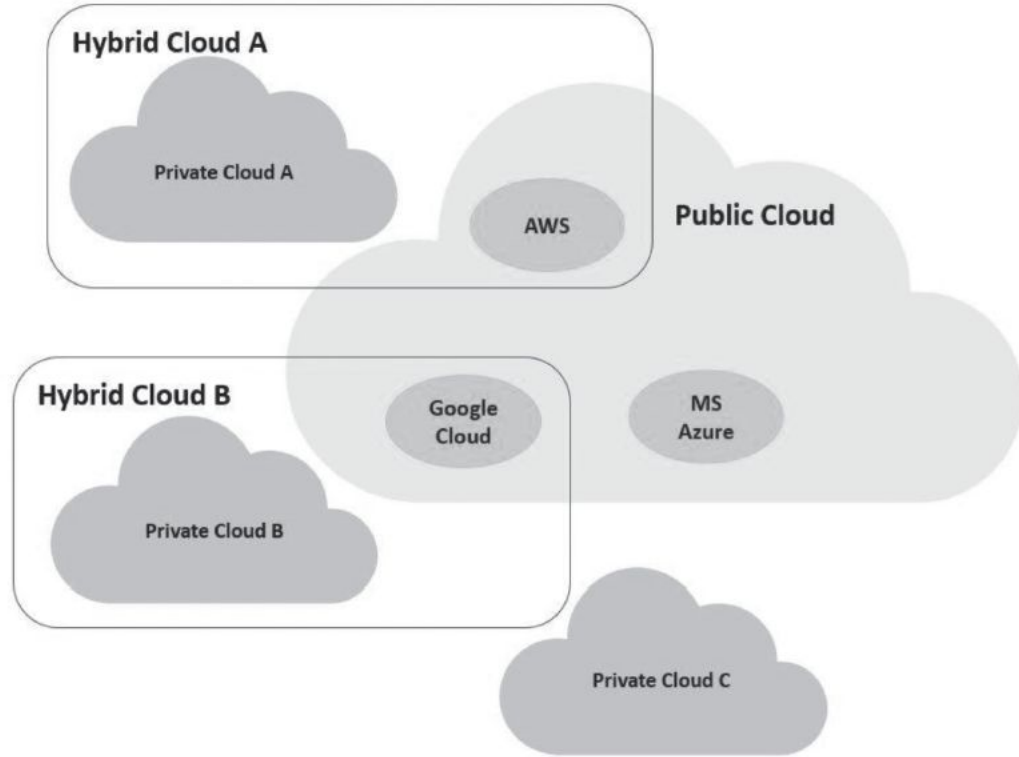 Hybrid Cloud A
Private Cloud A
AWS
Public Cloud
Hybrid Cloud B
Google
Cloud
MS
Azure
Private Cloud B
Private Cloud C